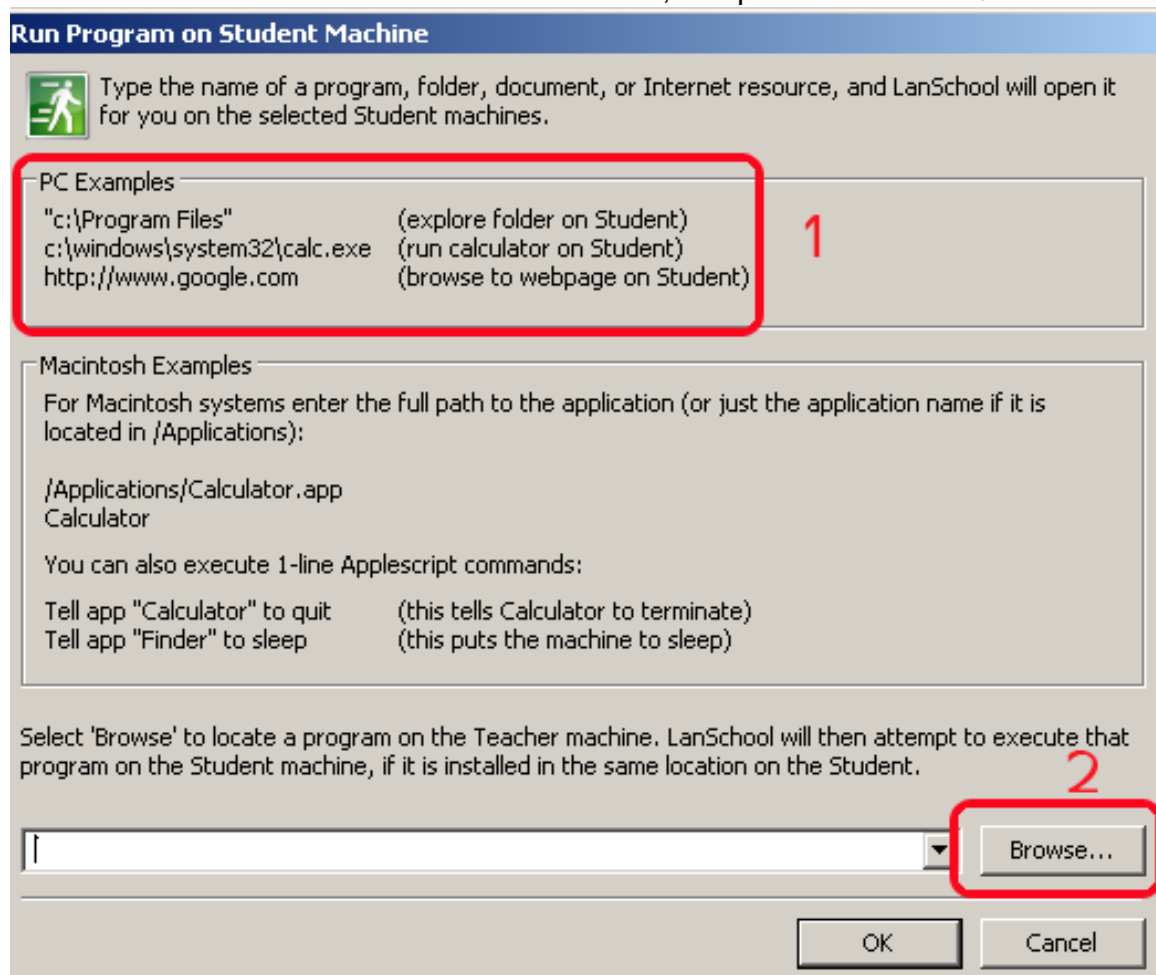 Run Program on Student Machine
Type the name of a program, folder, document, or Internet resource, and LanSchool will open it
for you on the selected Student machines.
PC Examples
"c:\Program Files" (explore folder on Student)
c:\windows\system32\calc.exe (run calculator on Student)
http://www.google.com (browse to webpage on Student)
1
Macintosh Examples
For Macintosh systems enter the full path to the application (or just the application name if it is
located in /Applications):
/Applications/Calculator.app
Calculator
You can also execute 1-line Applescript commands:
Tell app "Calculator" to quit (this tells Calculator to terminate)
Tell app "Finder" to sleep (this puts the machine to sleep)
Select 'Browse' to locate a program on the Teacher machine. LanSchool will then attempt to execute that
program on the Student machine, if it is installed in the same location on the Student.
2
Browse...
OK Cancel